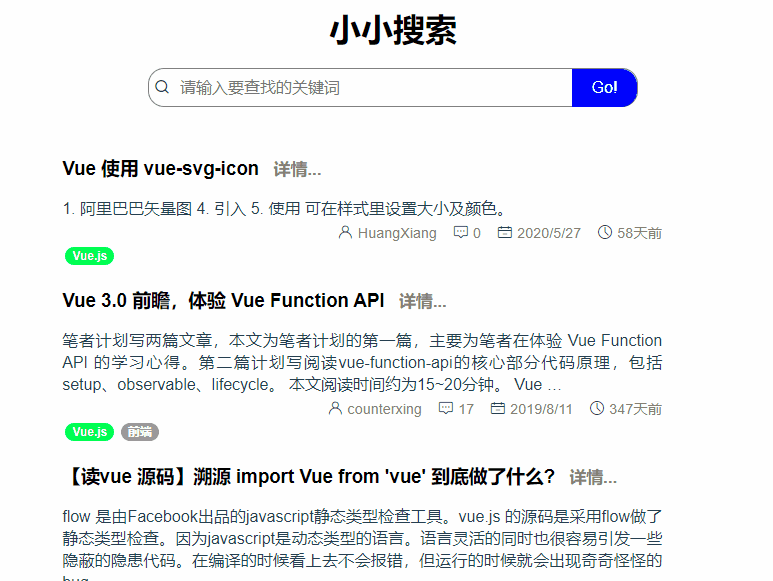 小小搜索
请输入要查找的关键词 Go!
Vue 使用 vue-svg-icon 详情...
1. 阿里巴巴矢量图 4. 引入 5. 使用 可在样式里设置大小及颜色。
HuangXiang 0 2020/5/27 58天前
Vue.js
Vue 3.0 前瞻，体验 Vue Function API 详情...
笔者计划写两篇文章，本文为笔者计划的第一篇，主要为笔者在体验 Vue Function
API 的学习心得。第二篇计划写阅读vue-function-api的核心部分代码原理，包括
setup、observable、lifecycle。 本文阅读时间约为15~20分钟。 Vue …
counterxing 17 2019/8/11 347天前
Vue.js 前端
【读vue 源码】溯源 import Vue from 'vue' 到底做了什么？ 详情...
flow 是由Facebook出品的javascript静态类型检查工具。vue.js 的源码是采用flow做了
静态类型检查。因为javascript是动态类型的语言。语言灵活的同时也很容易引发一些
隐蔽的隐患代码。在编译的时候看上去不会报错，但运行的时候就会出现奇奇怪怪的